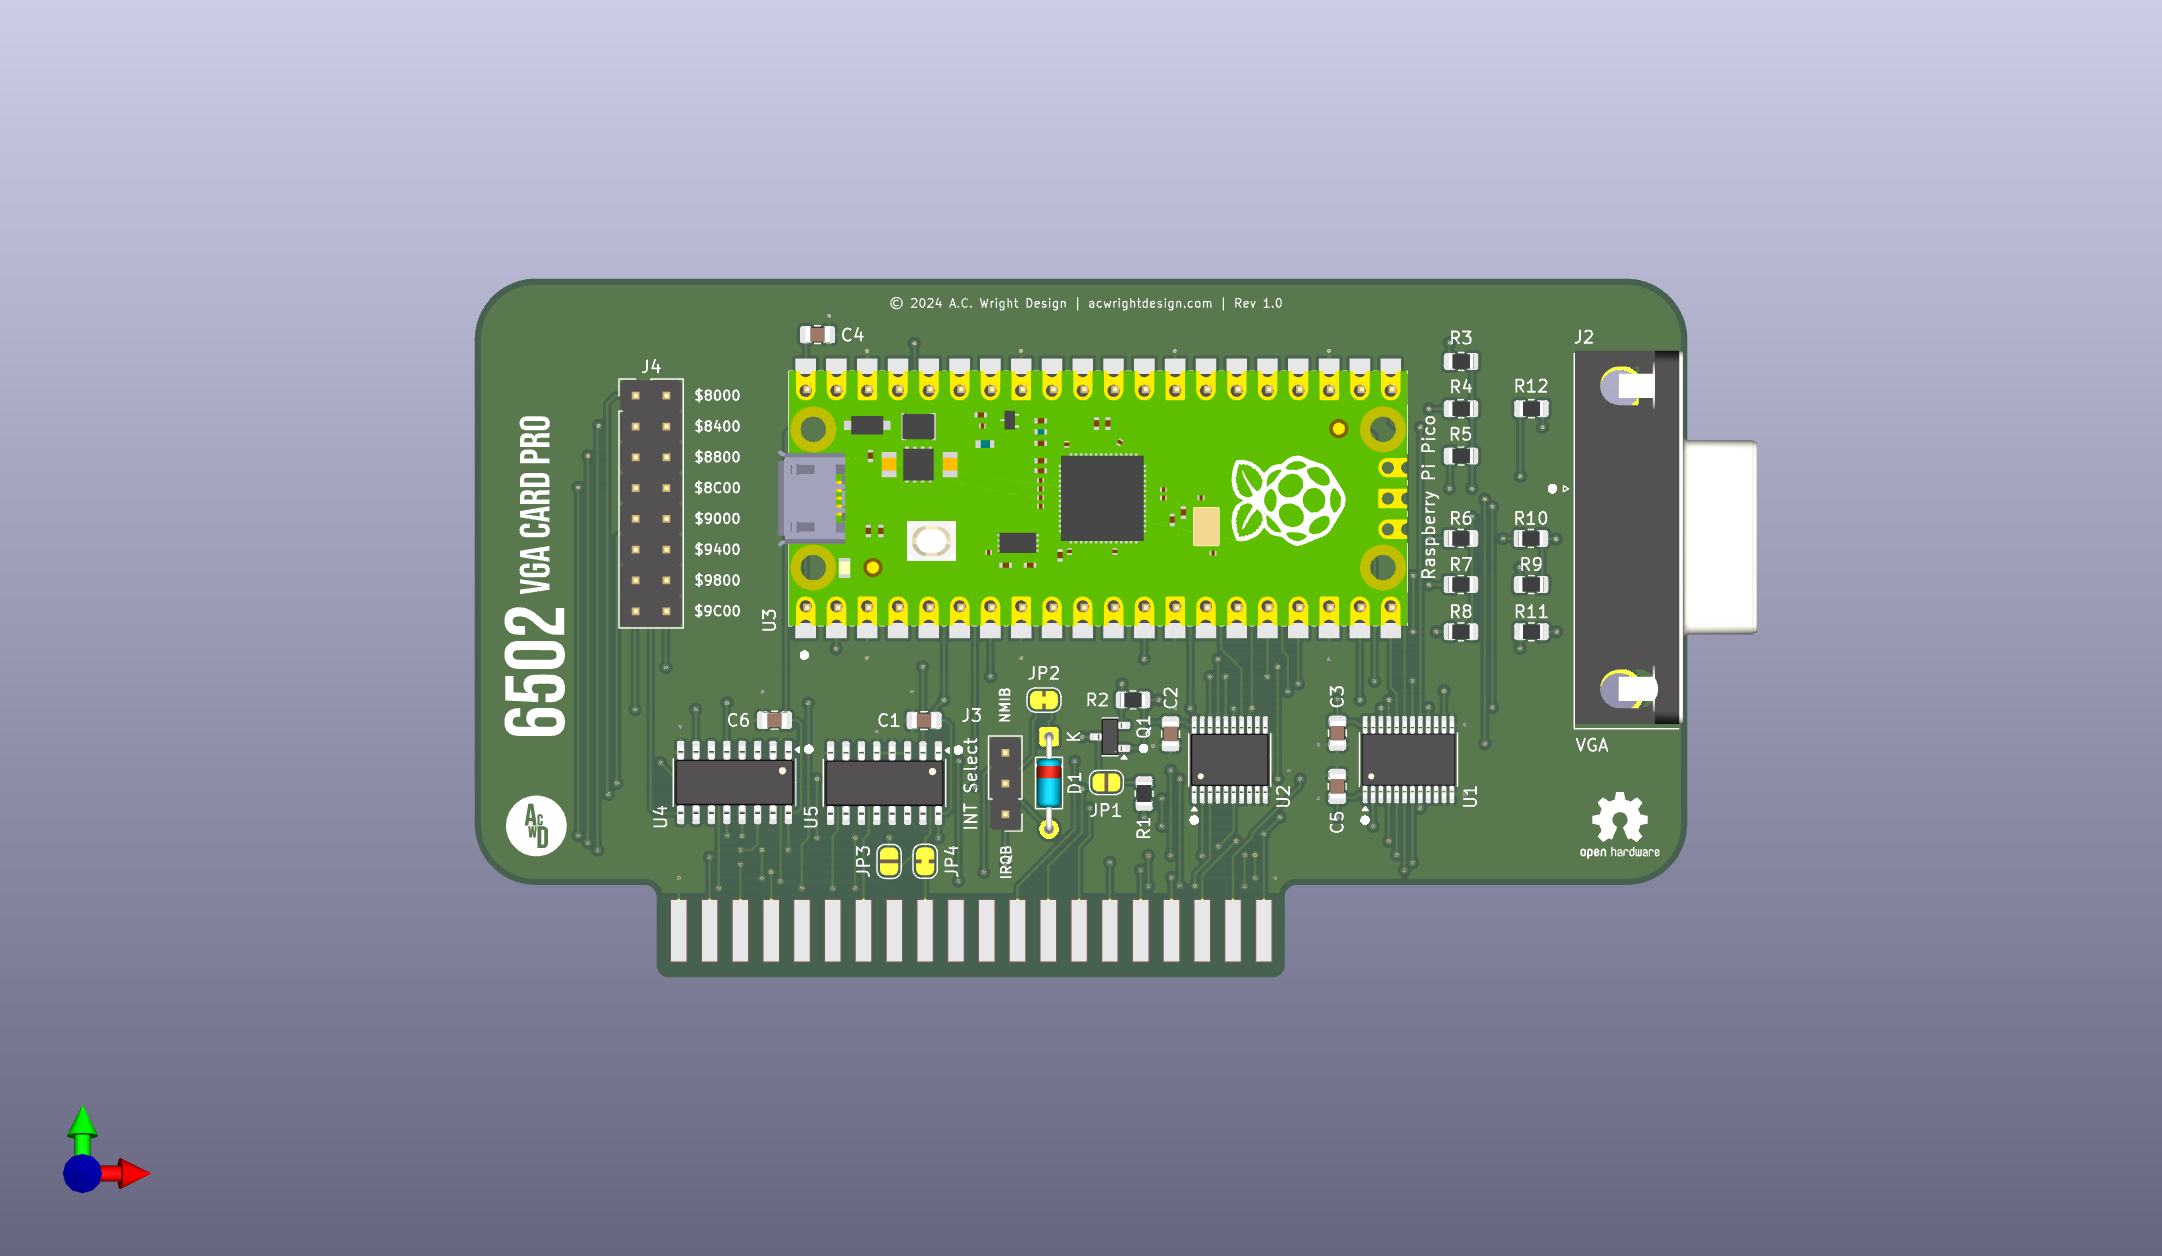 © 2024 A.C. Wright Design | acwrightdesign.com | Rev 1.0
C4
R3
J2
J4
$8000
$8400
$8800
$8C00
$9000
$9400
$9800
$9C00
R4
R12
R5
Raspberry Pi Pico
R6
R10
R7
R9
R8
R11
6502 VGA CARD PRO
U3
JP2
NMIB
R2
C2
C3
C6
C1
J3
K
Q1
VGA
INT Select
D1
JP1
U4
U5
R1
U2
C5
U1
ACWD
JP3
JP4
IRQB
open hardware